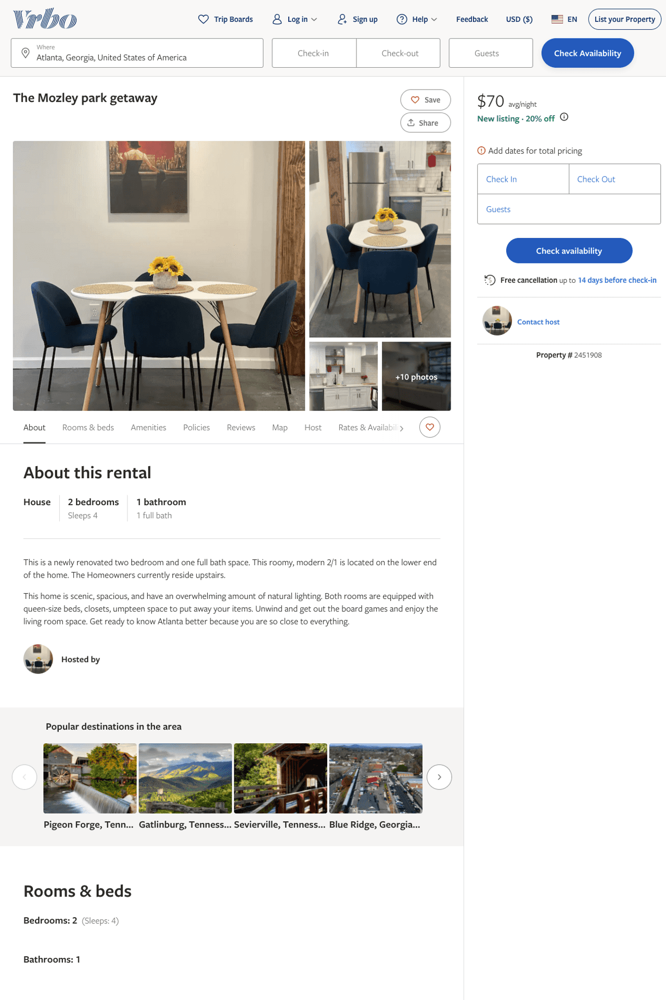 Vrbo
Trip Boards
Log in
Sign up
Help
Feedback
USD ($)
EN
List your Property
Where
Atlanta, Georgia, United States of America
Check-in
Check-out
Guests
Check Availability
The Mozley park getaway
Save
Share
$70 avg/night
New listing · 20% off
Add dates for total pricing
Check In
Check Out
Guests
Check availability
Free cancellation up to 14 days before check-in
Contact host
Property # 2451908
+10 photos
About
Rooms & beds
Amenities
Policies
Reviews
Map
Host
Rates & Availabili
About this rental
House
2 bedrooms
Sleeps 4
1 bathroom
1 full bath
This is a newly renovated two bedroom and one full bath space. This roomy, modern 2/1 is located on the lower end
of the home. The Homeowners currently reside upstairs.
This home is scenic, spacious, and have an overwhelming amount of natural lighting. Both rooms are equipped with
queen-size beds, closets, umpteen space to put away your items. Unwind and get out the board games and enjoy the
living room space. Get ready to know Atlanta better because you are so close to everything.
Hosted by
Popular destinations in the area
Pigeon Forge, Tenn...
Gatlinburg, Tenness...
Sevierville, Tenness...
Blue Ridge, Georgia...
Rooms & beds
Bedrooms: 2 (Sleeps: 4)
Bathrooms: 1